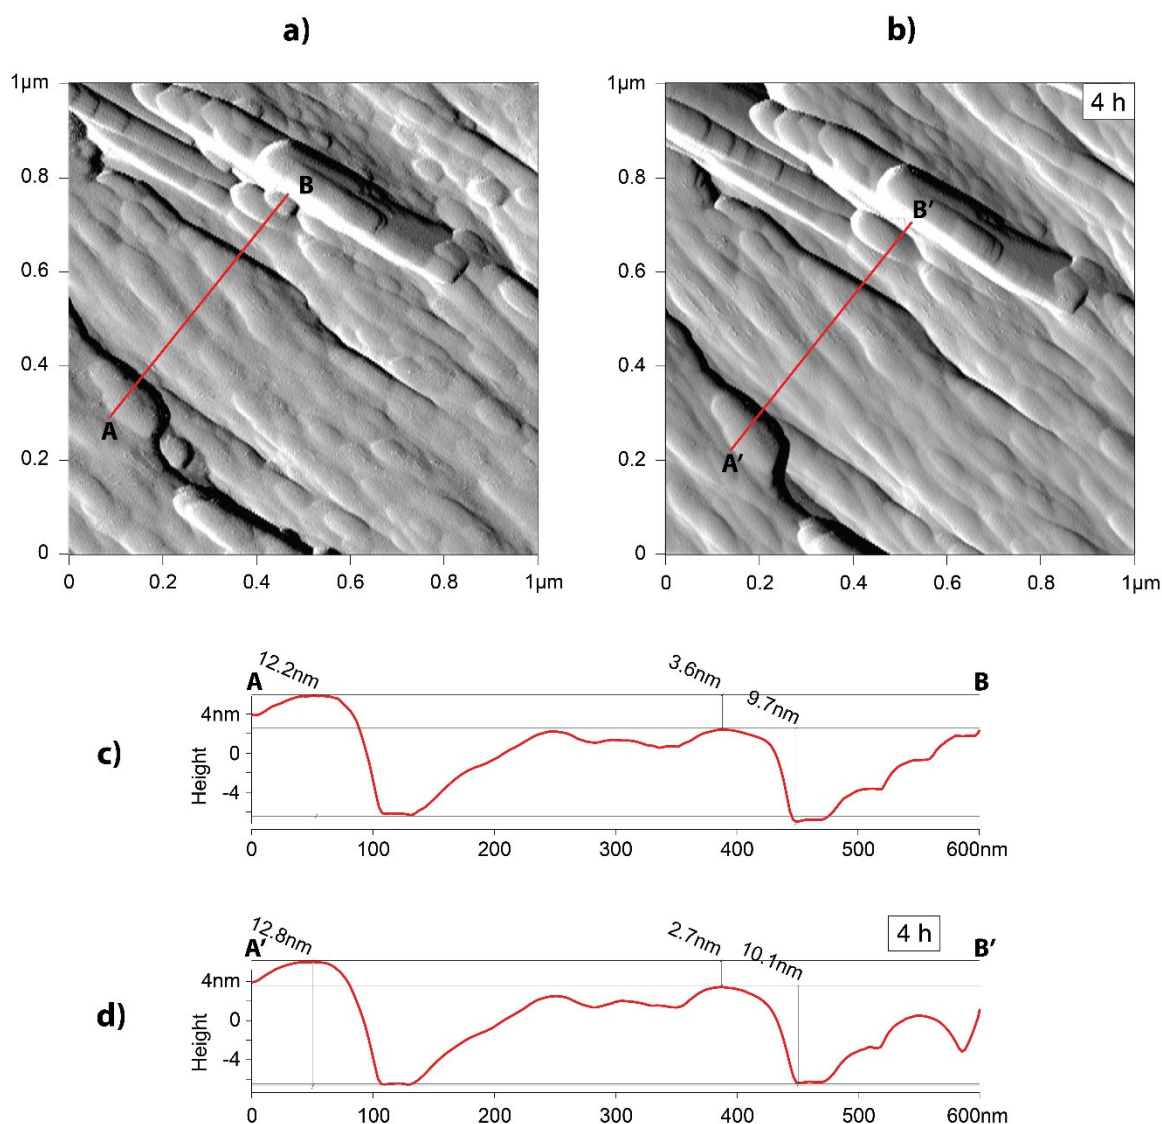 a)
b)
1µm
0.8
0.6
0.4
0.2
0
B
A
0
0.2
0.4
0.6
0.8
1µm
1µm
0.8
0.6
0.4
0.2
0
4 h
B’
A’
0
0.2
0.4
0.6
0.8
1µm
c)
A
12.2nm
3.6nm
9.7nm
B
4nm
0
-4
Height
0
100
200
300
400
500
600nm
d)
4 h
A’
12.8nm
2.7nm
10.1nm
B’
4nm
0
-4
Height
0
100
200
300
400
500
600nm